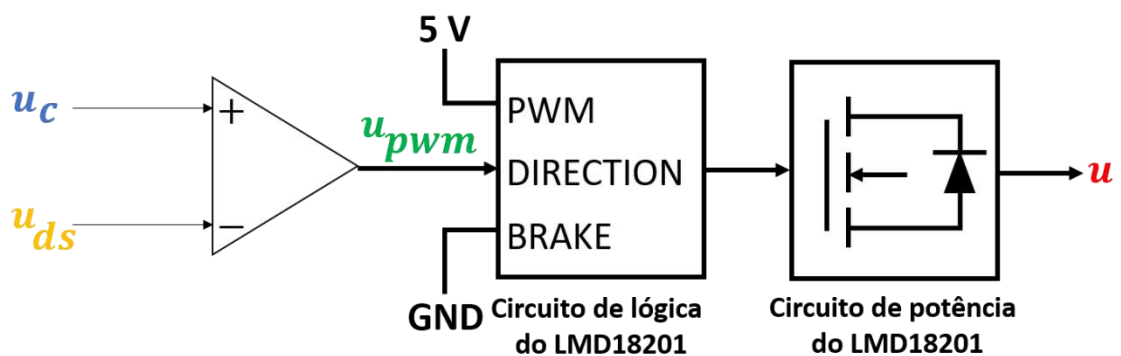 5 V
u_c
+
u_pwm
PWM
DIRECTION
u
u_ds
−
BRAKE
GND
Circuito de lógica
do LMD18201
Circuito de potência
do LMD18201